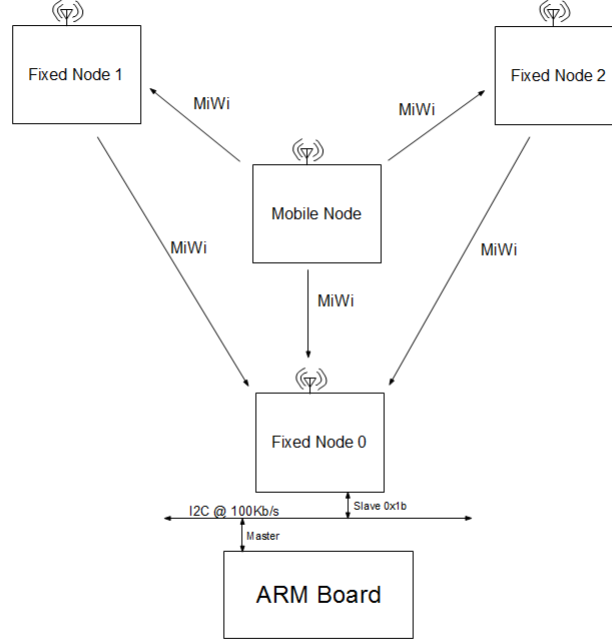 Fixed Node 1
Fixed Node 2
MiWi
MiWi
Mobile Node
MiWi
MiWi
MiWi
Fixed Node 0
I2C @ 100Kb/s
Slave 0x1b
Master
ARM Board